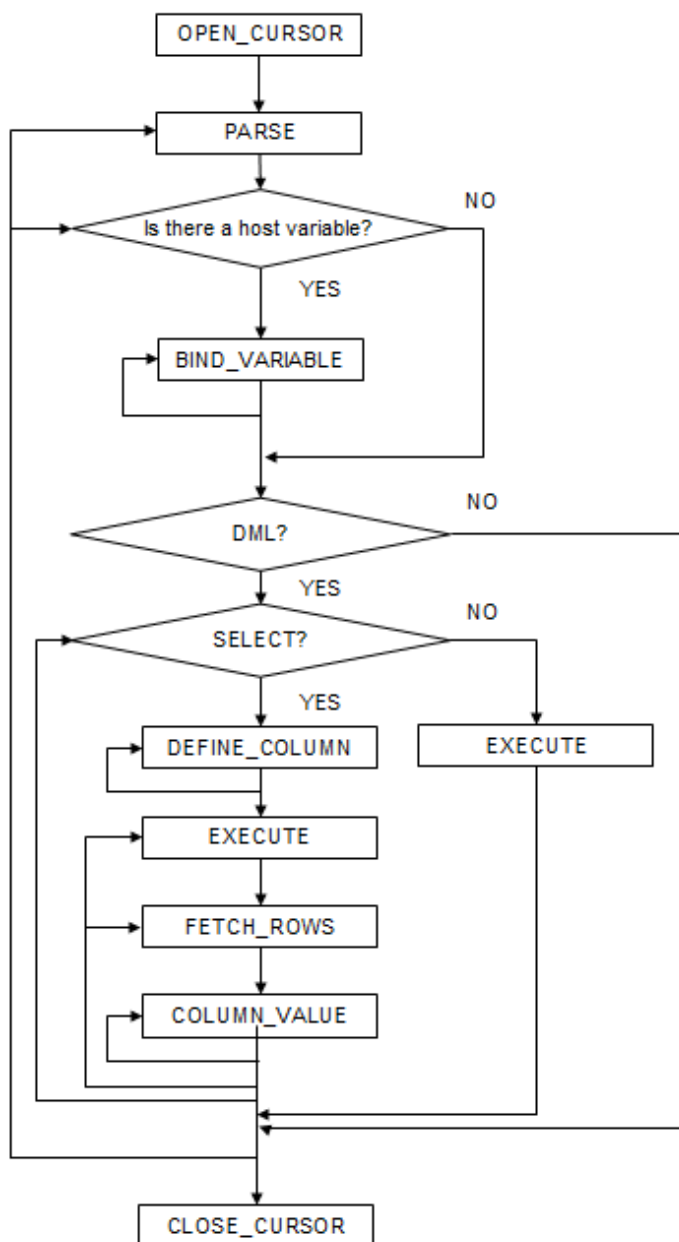 OPEN_CURSOR
PARSE
NO
Is there a host variable?
YES
BIND_VARIABLE
NO
DML?
YES
NO
SELECT?
YES
DEFINE_COLUMN
EXECUTE
EXECUTE
FETCH_ROWS
COLUMN_VALUE
CLOSE_CURSOR